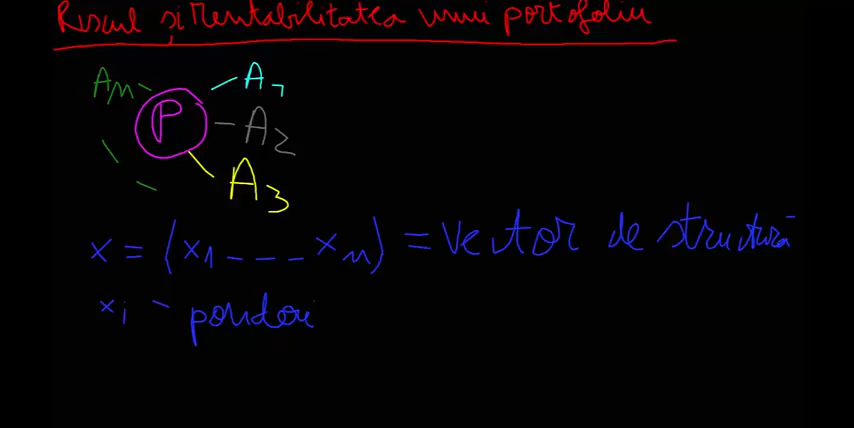 Riscul și rentabilitatea unui portofoliu
An P A1
A2
A3
x = (x1 --- xn) = vector de structură
xi - ponderi